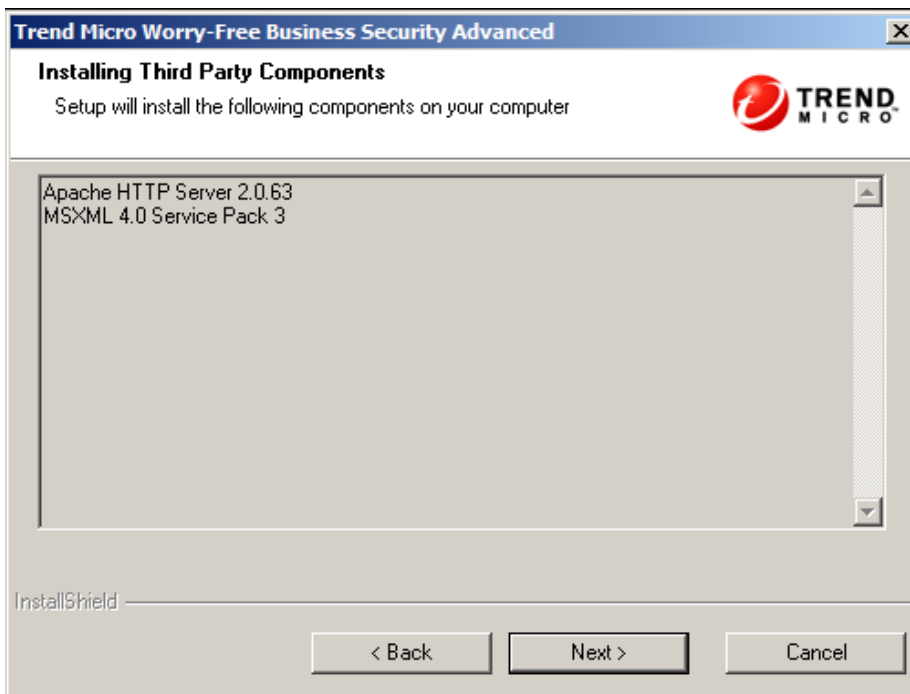 Trend Micro Worry-Free Business Security Advanced
Installing Third Party Components
Setup will install the following components on your computer
TREND
MICRO™
Apache HTTP Server 2.0.63
MSXML 4.0 Service Pack 3
InstallShield
< Back
Next >
Cancel